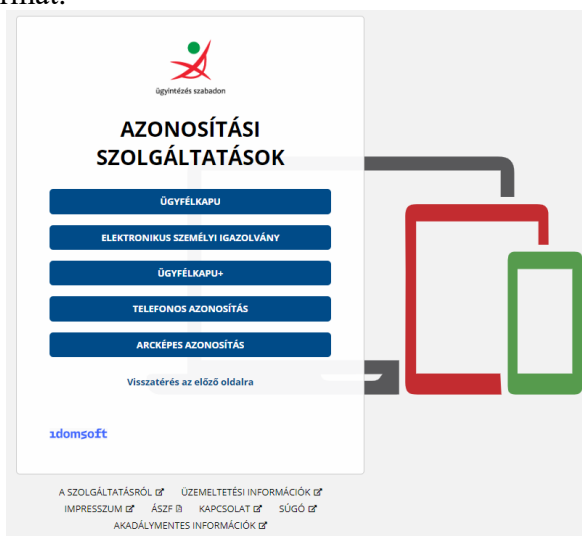 ügyintézés szabadon
AZONOSÍTÁSI
SZOLGÁLTATÁSOK
ÜGYFÉLKAPU
ELEKTRONIKUS SZEMÉLYI IGAZOLVÁNY
ÜGYFÉLKAPU+
TELEFONOS AZONOSÍTÁS
ARCKÉPES AZONOSÍTÁS
Visszatérés az előző oldalra
ıdomsoft
A SZOLGÁLTATÁSRÓL ÜZEMELTETÉSI INFORMÁCIÓK
IMPRESSZUM ÁSZF KAPCSOLAT SÚGÓ
AKADÁLYMENTES INFORMÁCIÓK